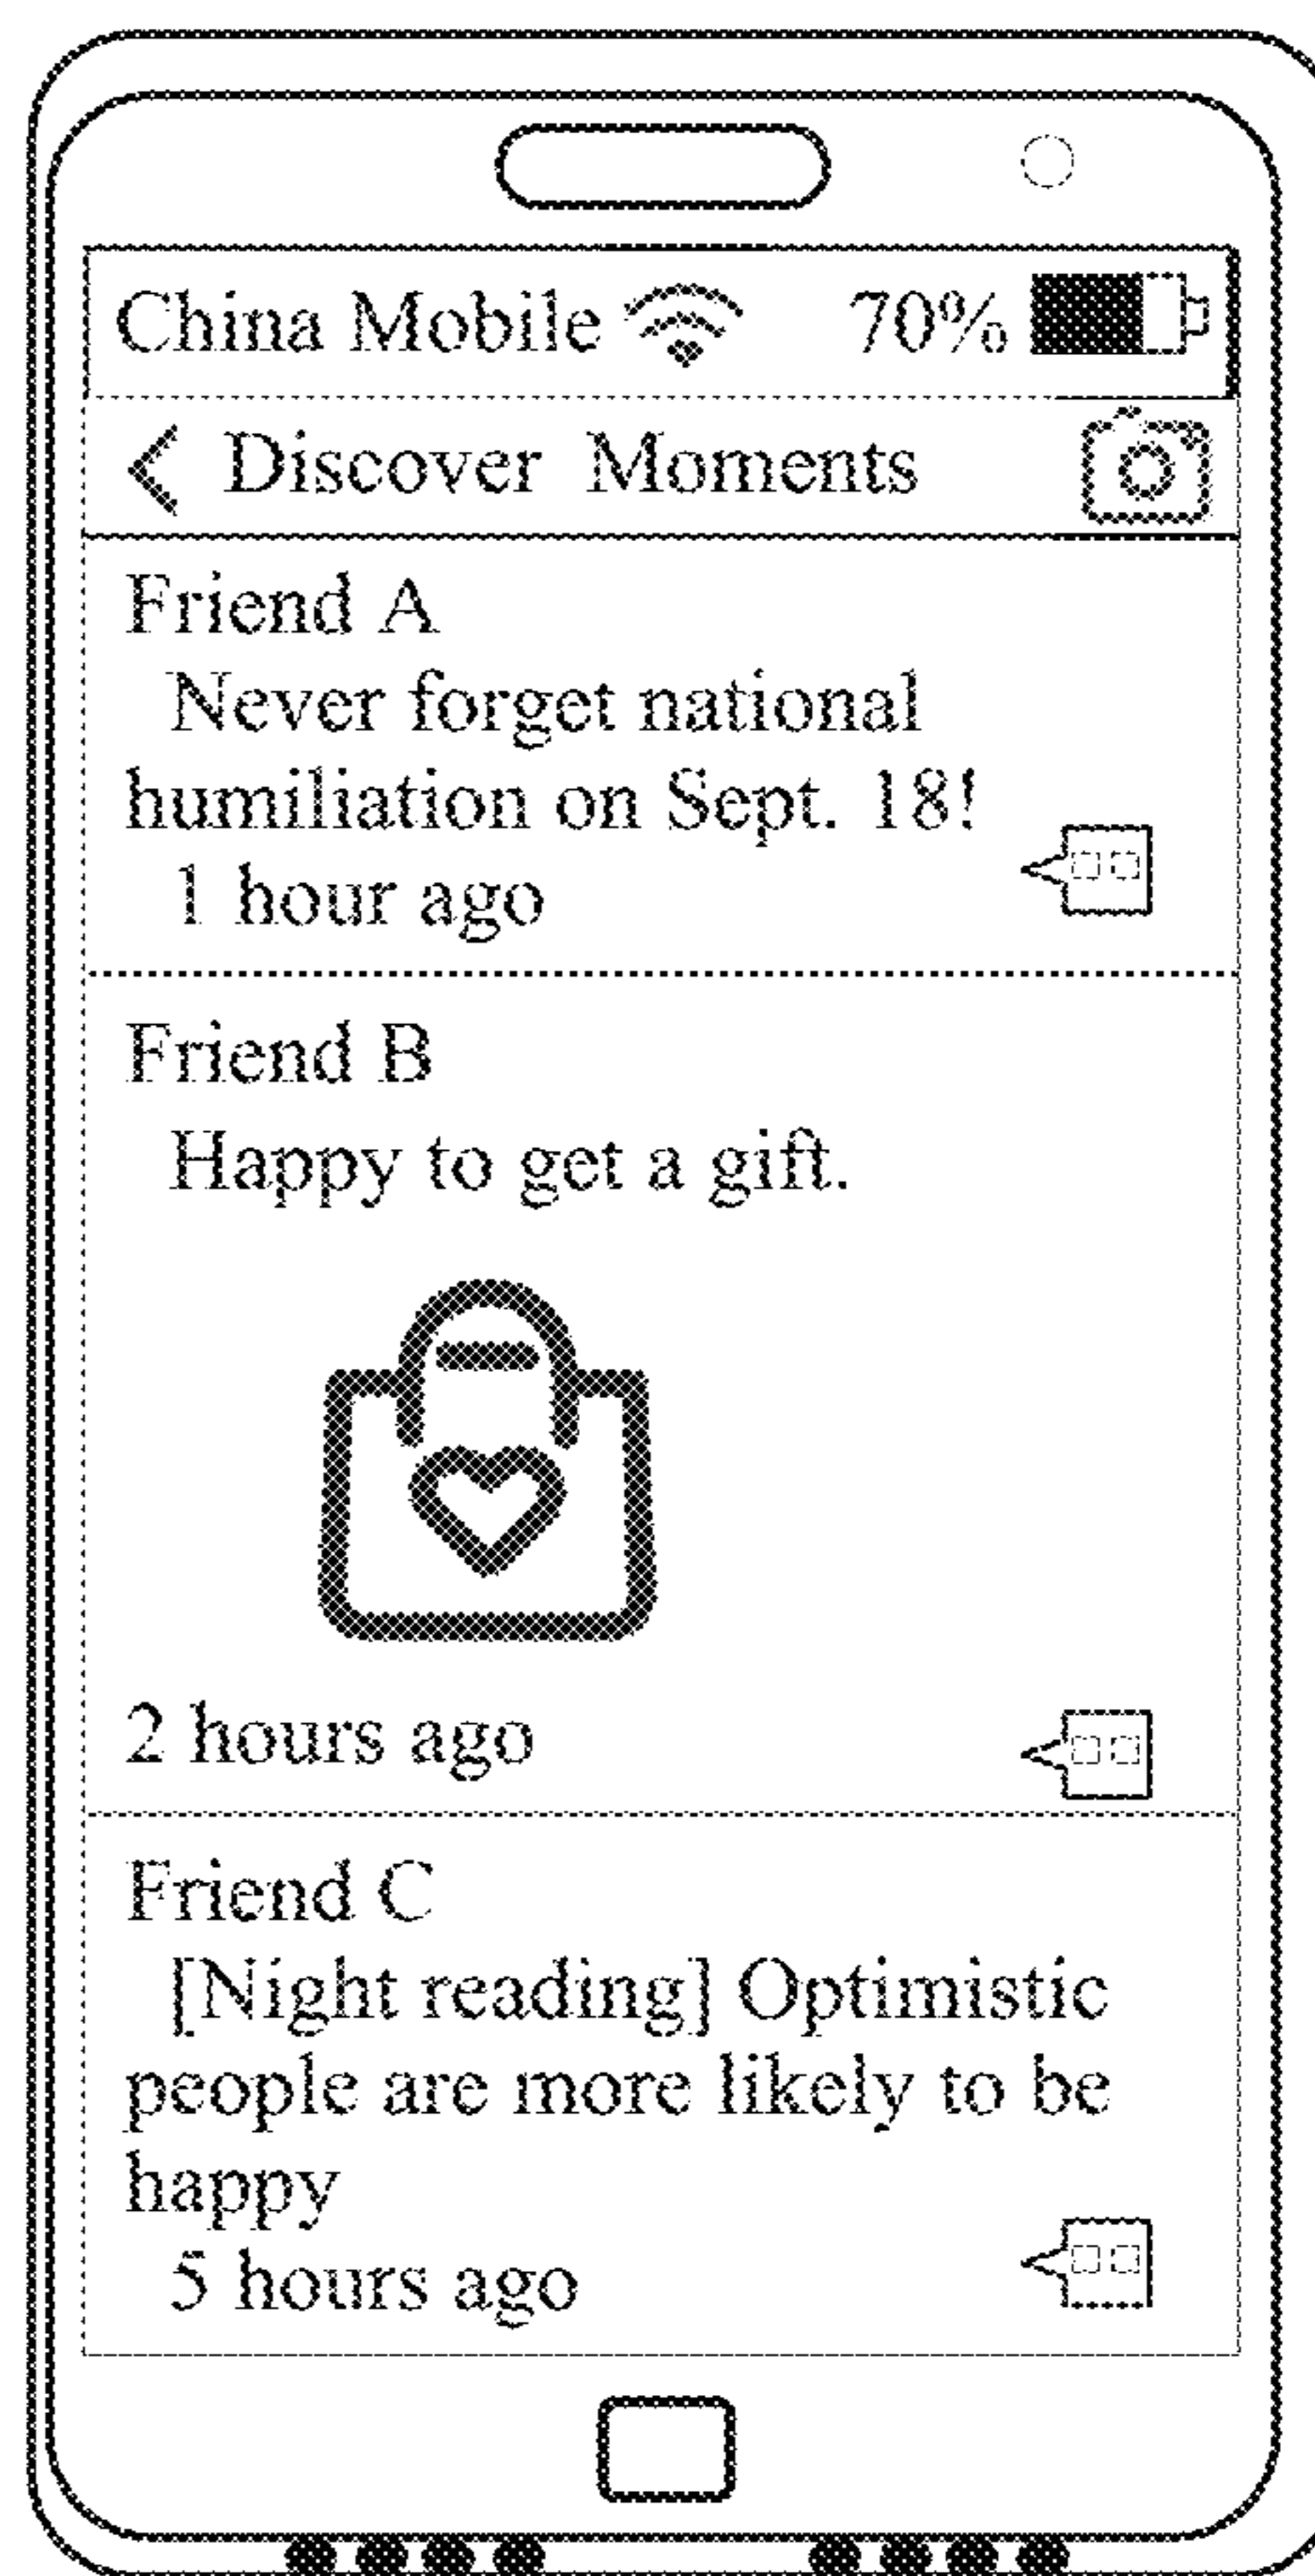 China Mobile 70%
Discover Moments
Friend A
Never forget national
humiliation on Sept. 18!
1 hour ago
Friend B
Happy to get a gift.
2 hours ago
Friend C
[Night reading] Optimistic
people are more likely to be
happy
5 hours ago